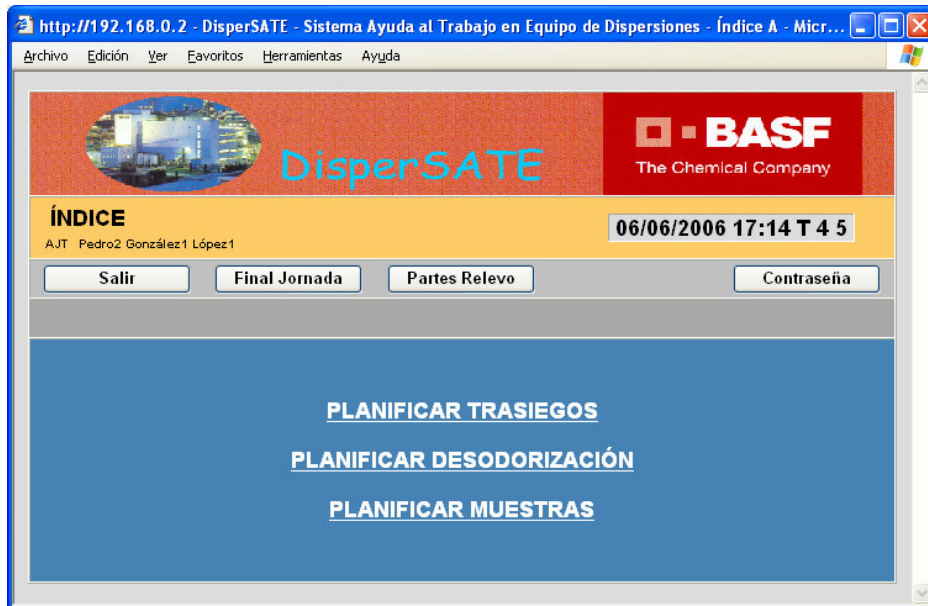 http://192.168.0.2 - DisperSATE - Sistema Ayuda al Trabajo en Equipo de Dispersiones - Índice A - Micr...
Archivo Edición Ver Favoritos Herramientas Ayuda
DisperSATE
BASF
The Chemical Company
ÍNDICE
AJT Pedro2 González1 López1
06/06/2006 17:14 T 4 5
Salir Final Jornada Partes Relevo Contraseña
PLANIFICAR TRASIEGOS
PLANIFICAR DESODORIZACIÓN
PLANIFICAR MUESTRAS